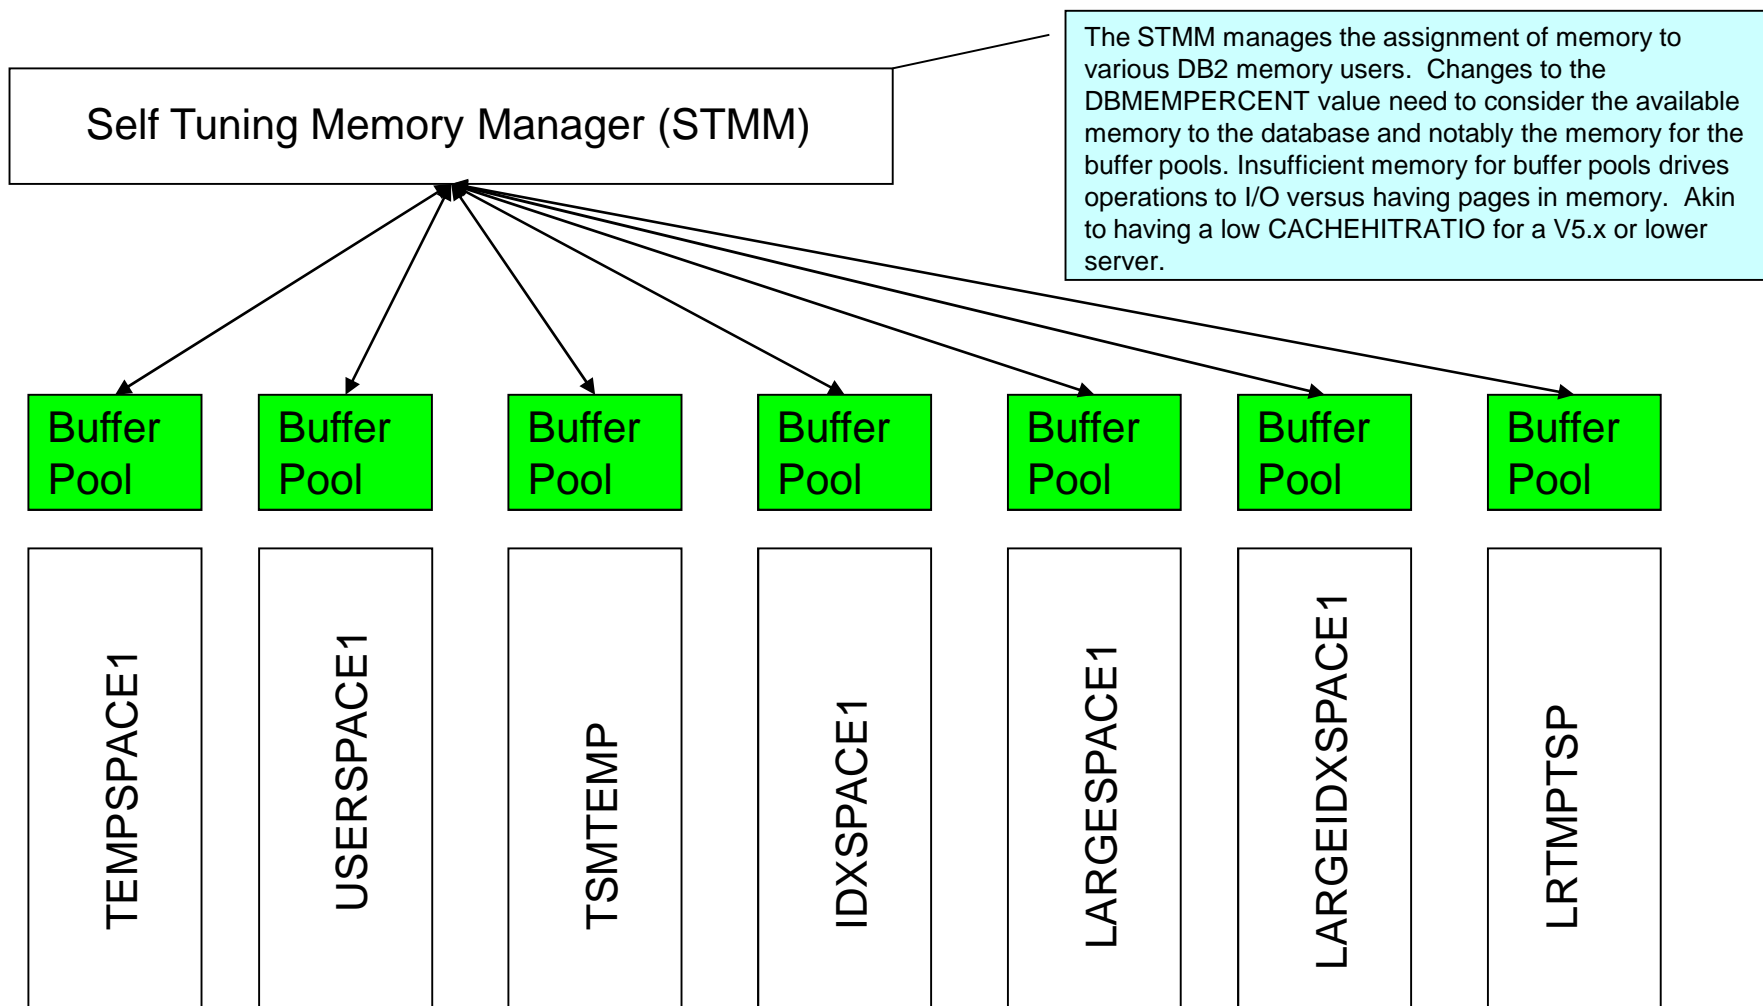 The STMM manages the assignment of memory to
various DB2 memory users.  Changes to the
DBMEMPERCENT value need to consider the available
memory to the database and notably the memory for the
buffer pools. Insufficient memory for buffer pools drives
operations to I/O versus having pages in memory.  Akin
to having a low CACHEHITRATIO for a V5.x or lower
server.
Self Tuning Memory Manager (STMM)
Buffer
Pool
Buffer
Pool
Buffer
Pool
Buffer
Pool
Buffer
Pool
Buffer
Pool
Buffer
Pool
TEMPSPACE1
USERSPACE1
TSMTEMP
IDXSPACE1
LARGESPACE1
LARGEIDXSPACE1
LRTMPTSP